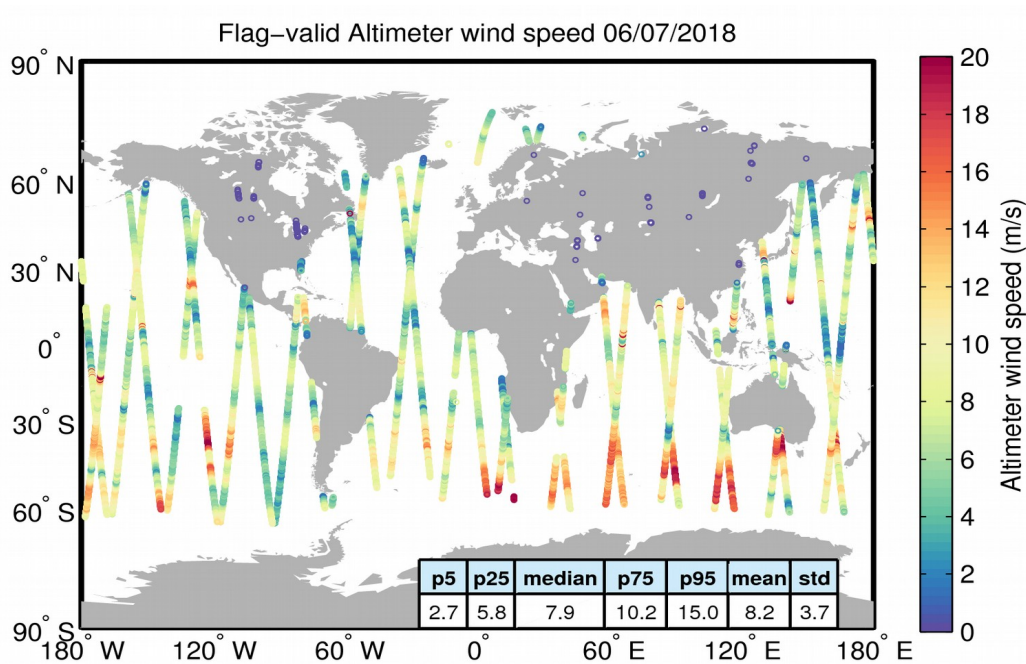 Flag−valid Altimeter wind speed 06/07/2018
90° N
60° N
30° N
0°
30° S
60° S
90° S
180° W
120° W
60° W
0°
60° E
120° E
180° E
p5 p25 median p75 p95 mean std
2.7 5.8 7.9 10.2 15.0 8.2 3.7
20
18
16
14
12
10
8
6
4
2
0
Altimeter wind speed (m/s)